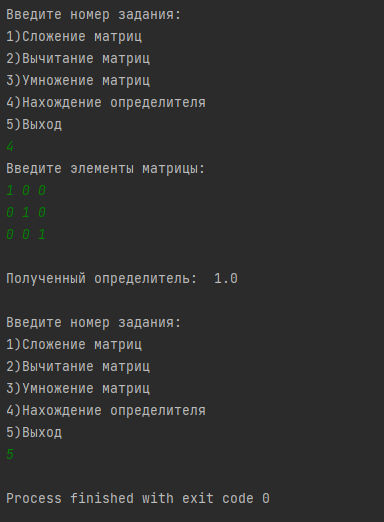 Введите номер задания:
1)Сложение матриц
2)Вычитание матриц
3)Умножение матриц
4)Нахождение определителя
5)Выход
4
Введите элементы матрицы:
1 0 0
0 1 0
0 0 1
Полученный определитель:  1.0
Введите номер задания:
1)Сложение матриц
2)Вычитание матриц
3)Умножение матриц
4)Нахождение определителя
5)Выход
5
Process finished with exit code 0